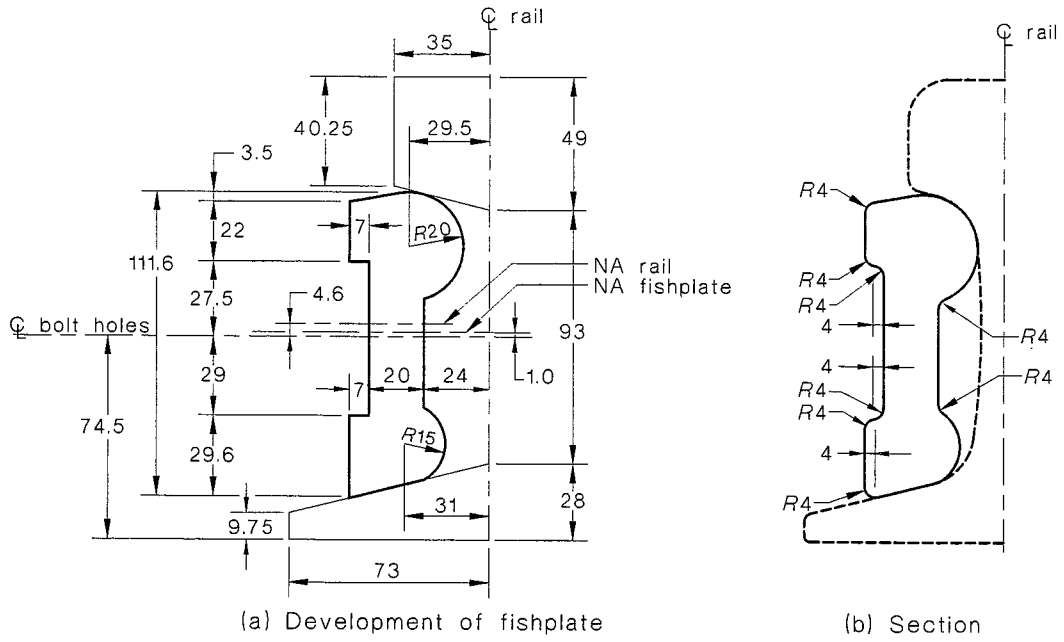 ℄ rail
35
40.25
29.5
49
3.5
22
7
R20
111.6
27.5
4.6
NA rail
NA fishplate
℄ bolt holes
93
29
7
20
24
1.0
74.5
29.6
R15
31
28
9.75
73
(a) Development of fishplate
℄ rail
R4
R4
R4
4
R4
4
R4
R4
R4
4
R4
(b) Section